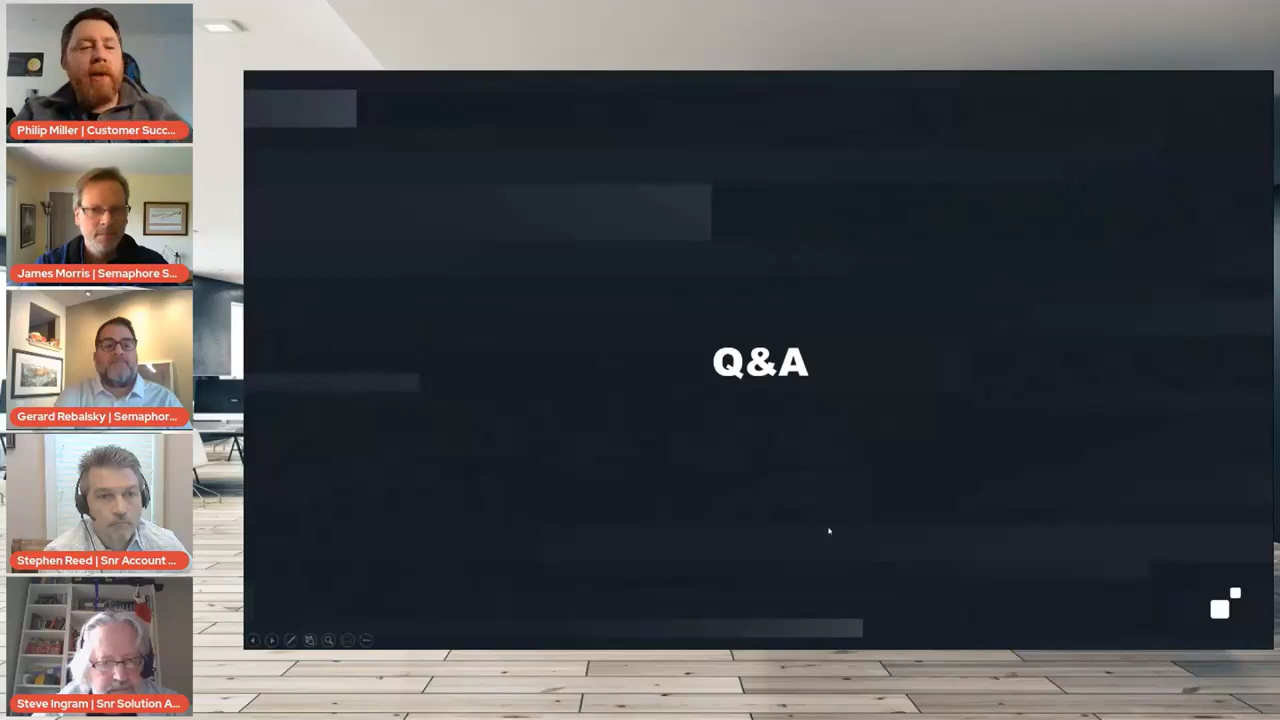 Philip Miller | Customer Succ...
James Morris | Semaphore S...
Gerard Rebalsky | Semaphor...
Stephen Reed | Snr Account ...
Steve Ingram | Snr Solution A...
Q&A